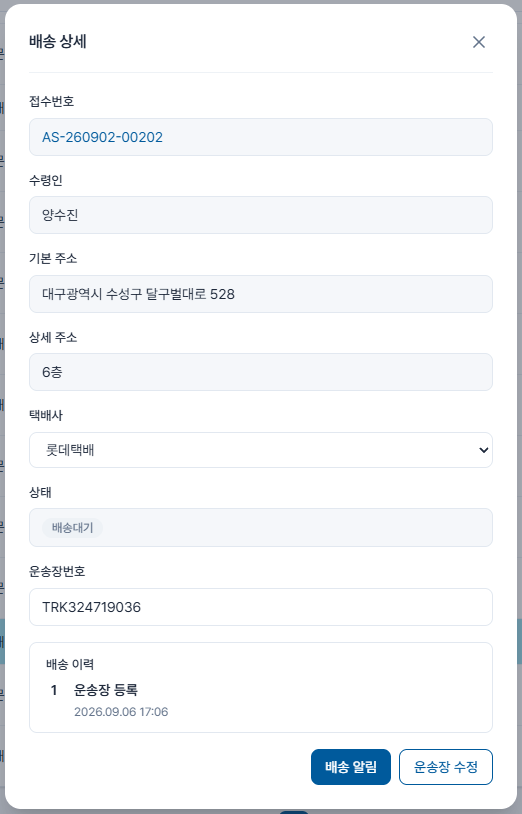 배송 상세
접수번호
AS-260902-00202
수령인
양수진
기본 주소
대구광역시 수성구 달구벌대로 528
상세 주소
6층
택배사
롯데택배
상태
배송대기
운송장번호
TRK324719036
배송 이력
1 운송장 등록
2026.09.06 17:06
배송 알림 운송장 수정